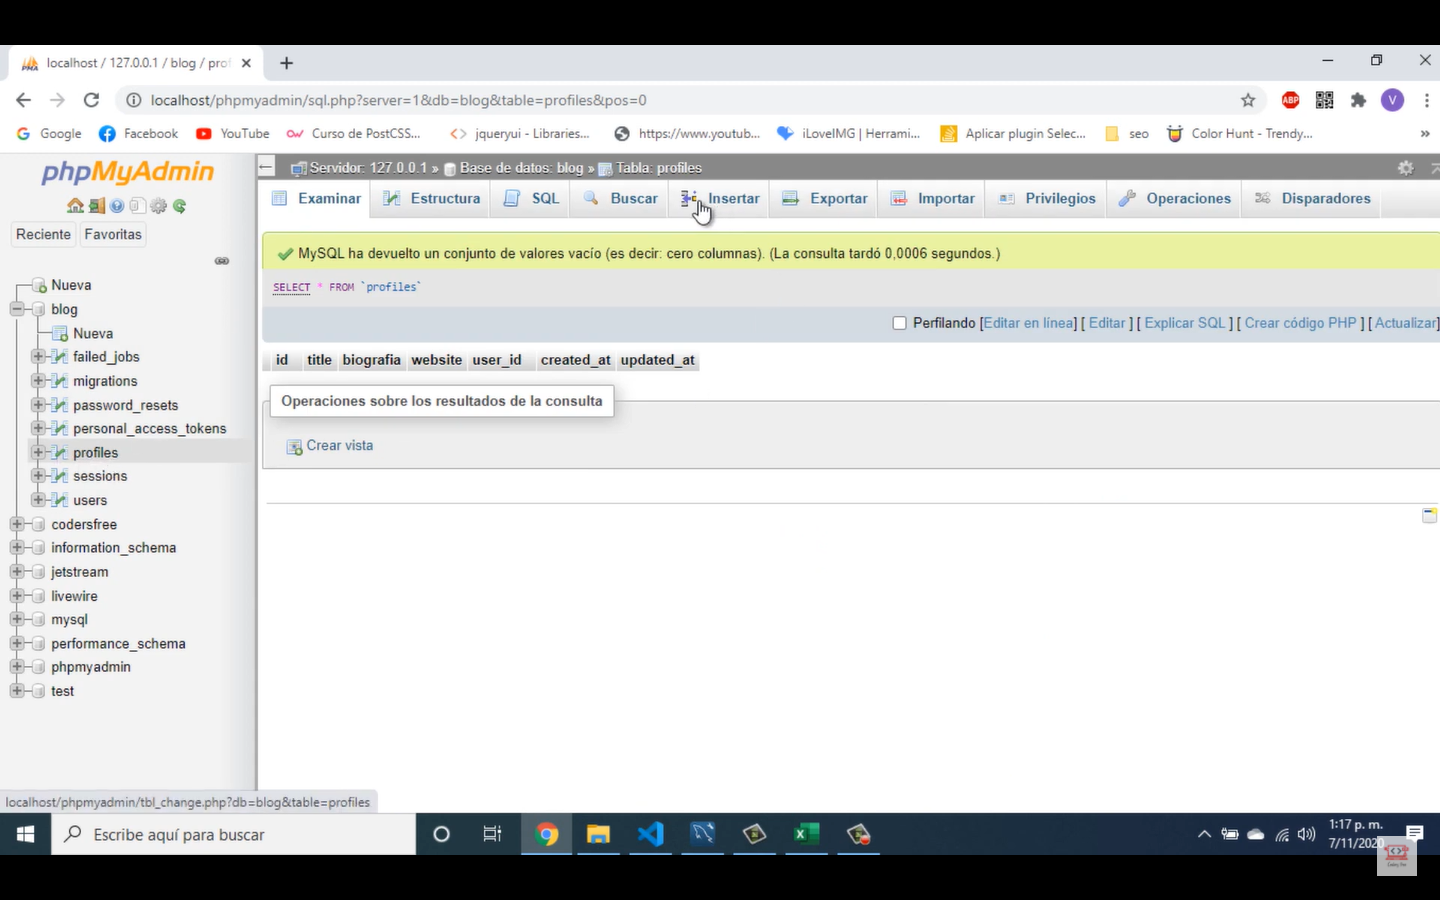 localhost / 127.0.0.1 / blog / prof
localhost/phpmyadmin/sql.php?server=1&db=blog&table=profiles&pos=0
ABP
V
Google
Facebook
YouTube
Curso de PostCSS...
jqueryui - Libraries...
https://www.youtub...
iLoveIMG | Herrami...
Aplicar plugin Selec...
seo
Color Hunt - Trendy...
»
phpMyAdmin
Servidor: 127.0.0.1 » Base de datos: blog » Tabla: profiles
Examinar
Estructura
SQL
Buscar
Insertar
Exportar
Importar
Privilegios
Operaciones
Disparadores
Reciente
Favoritas
MySQL ha devuelto un conjunto de valores vacío (es decir: cero columnas). (La consulta tardó 0,0006 segundos.)
SELECT * FROM `profiles`
Perfilando [Editar en línea] [ Editar ] [ Explicar SQL ] [ Crear código PHP ] [ Actualizar]
id title biografia website user_id created_at updated_at
Operaciones sobre los resultados de la consulta
Crear vista
Nueva
blog
Nueva
failed_jobs
migrations
password_resets
personal_access_tokens
profiles
sessions
users
codersfree
information_schema
jetstream
livewire
mysql
performance_schema
phpmyadmin
test
localhost/phpmyadmin/tbl_change.php?db=blog&table=profiles
Escribe aquí para buscar
1:17 p. m.
7/11/2020